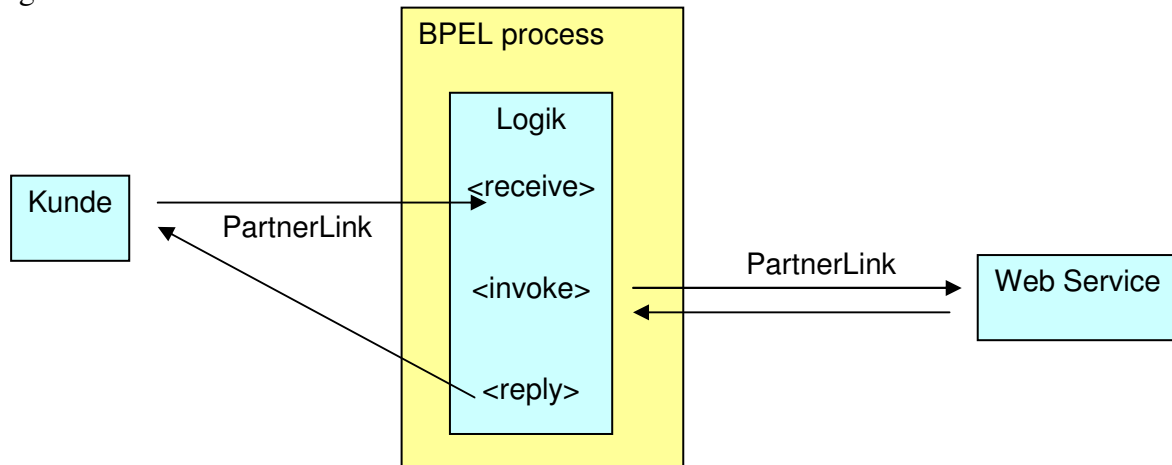 BPEL process
Logik
<receive>
Kunde
PartnerLink
PartnerLink
<invoke>
Web Service
<reply>